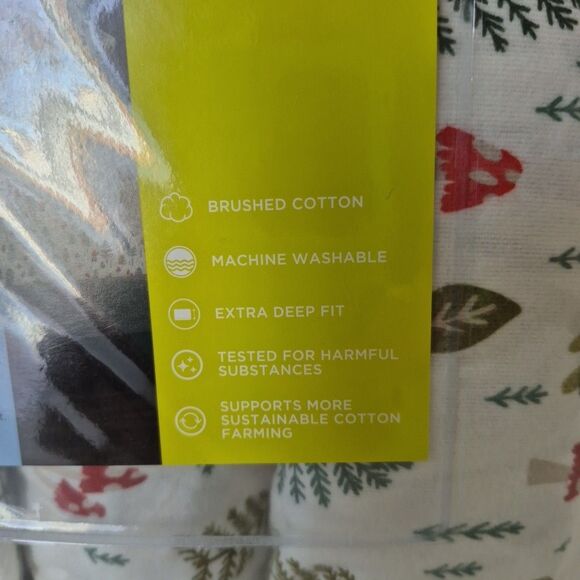 BRUSHED COTTON
MACHINE WASHABLE
EXTRA DEEP FIT
TESTED FOR HARMFUL
SUBSTANCES
SUPPORTS MORE
SUSTAINABLE COTTON
FARMING